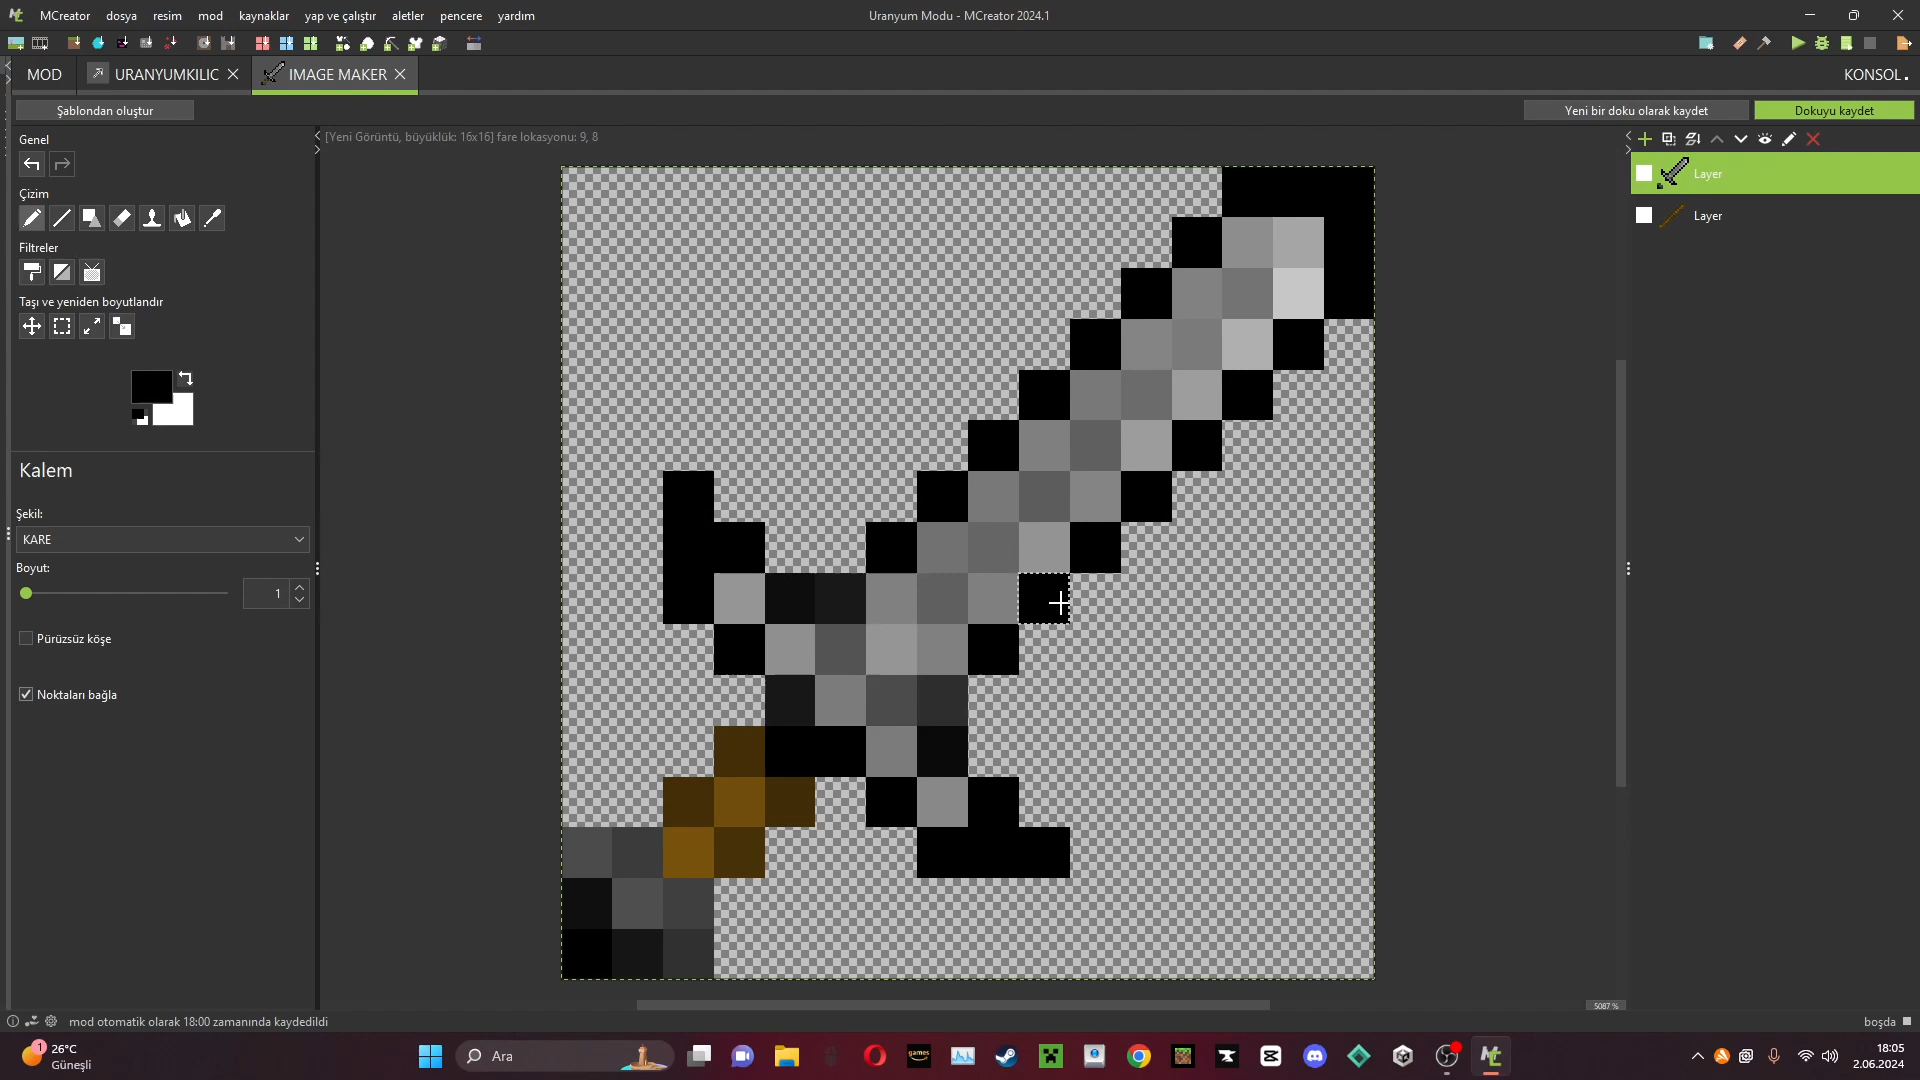 MCreator dosya resim mod kaynaklar yap ve çalıştır aletler pencere yardım
Uranyum Modu - MCreator 2024.1
MOD
URANYUMKILIC
IMAGE MAKER
KONSOL
Şablondan oluştur
Yeni bir doku olarak kaydet
Dokuyu kaydet
Genel
[Yeni Görüntü, büyüklük: 16x16] fare lokasyonu: 9, 8
Layer
Layer
Çizim
Filtreler
Taşı ve yeniden boyutlandır
Kalem
Şekil:
KARE
Boyut:
1
Pürüzsüz köşe
Noktaları bağla
5087 %
mod otomatik olarak 18:00 zamanında kaydedildi
boşda
1
26°C
Güneşli
Ara
games
18:05
2.06.2024